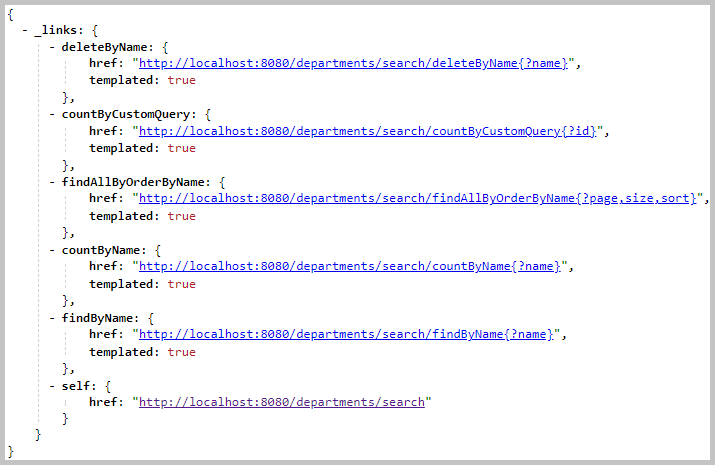 {
- _links: {
- deleteByName: {
href: "http://localhost:8080/departments/search/deleteByName{?name}",
templated: true
},
- countByCustomQuery: {
href: "http://localhost:8080/departments/search/countByCustomQuery{?id}",
templated: true
},
- findAllByOrderByName: {
href: "http://localhost:8080/departments/search/findAllByOrderByName{?page,size,sort}",
templated: true
},
- countByName: {
href: "http://localhost:8080/departments/search/countByName{?name}",
templated: true
},
- findByName: {
href: "http://localhost:8080/departments/search/findByName{?name}",
templated: true
},
- self: {
href: "http://localhost:8080/departments/search"
}
}
}